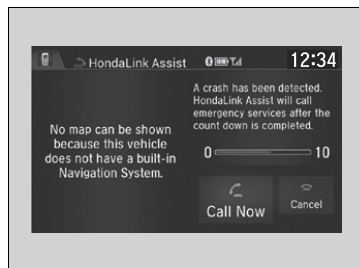 HondaLink Assist
12:34
A crash has been detected.
HondaLink Assist will call
emergency services after the
count down is completed.
No map can be shown
because this vehicle
does not have a built-in
Navigation System.
0
10
Call Now
Cancel